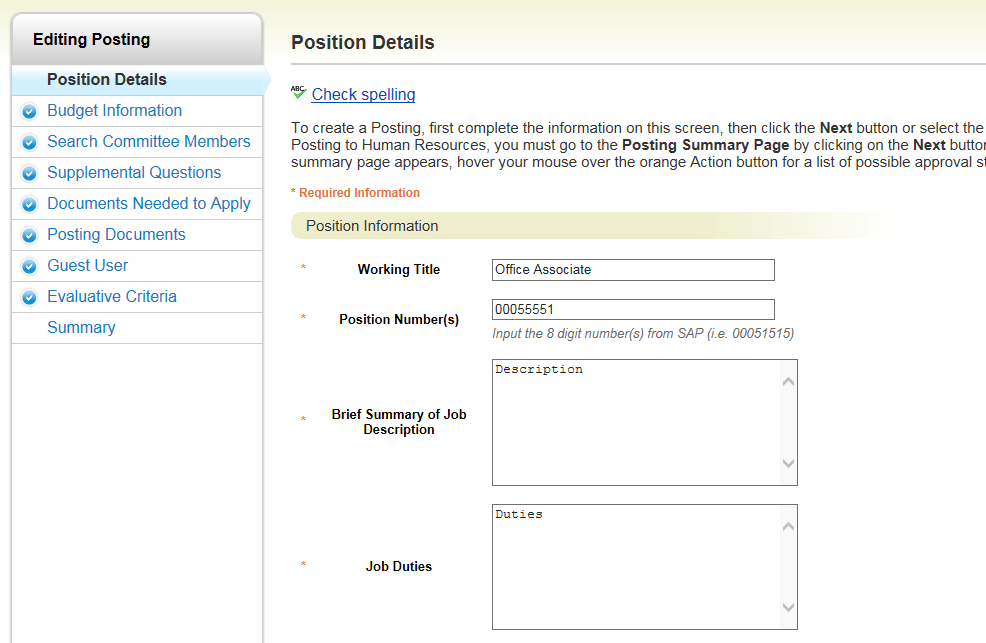 Editing Posting
Position Details
Budget Information
Search Committee Members
Supplemental Questions
Documents Needed to Apply
Posting Documents
Guest User
Evaluative Criteria
Summary
Position Details
ABC
Check spelling
To create a Posting, first complete the information on this screen, then click the Next button or select the
Posting to Human Resources, you must go to the Posting Summary Page by clicking on the Next button
summary page appears, hover your mouse over the orange Action button for a list of possible approval
* Required Information
Position Information
* Working Title
Office Associate
* Position Number(s)
00055551
Input the 8 digit number(s) from SAP (i.e. 00051515)
* Brief Summary of Job
Description
Description
* Job Duties
Duties